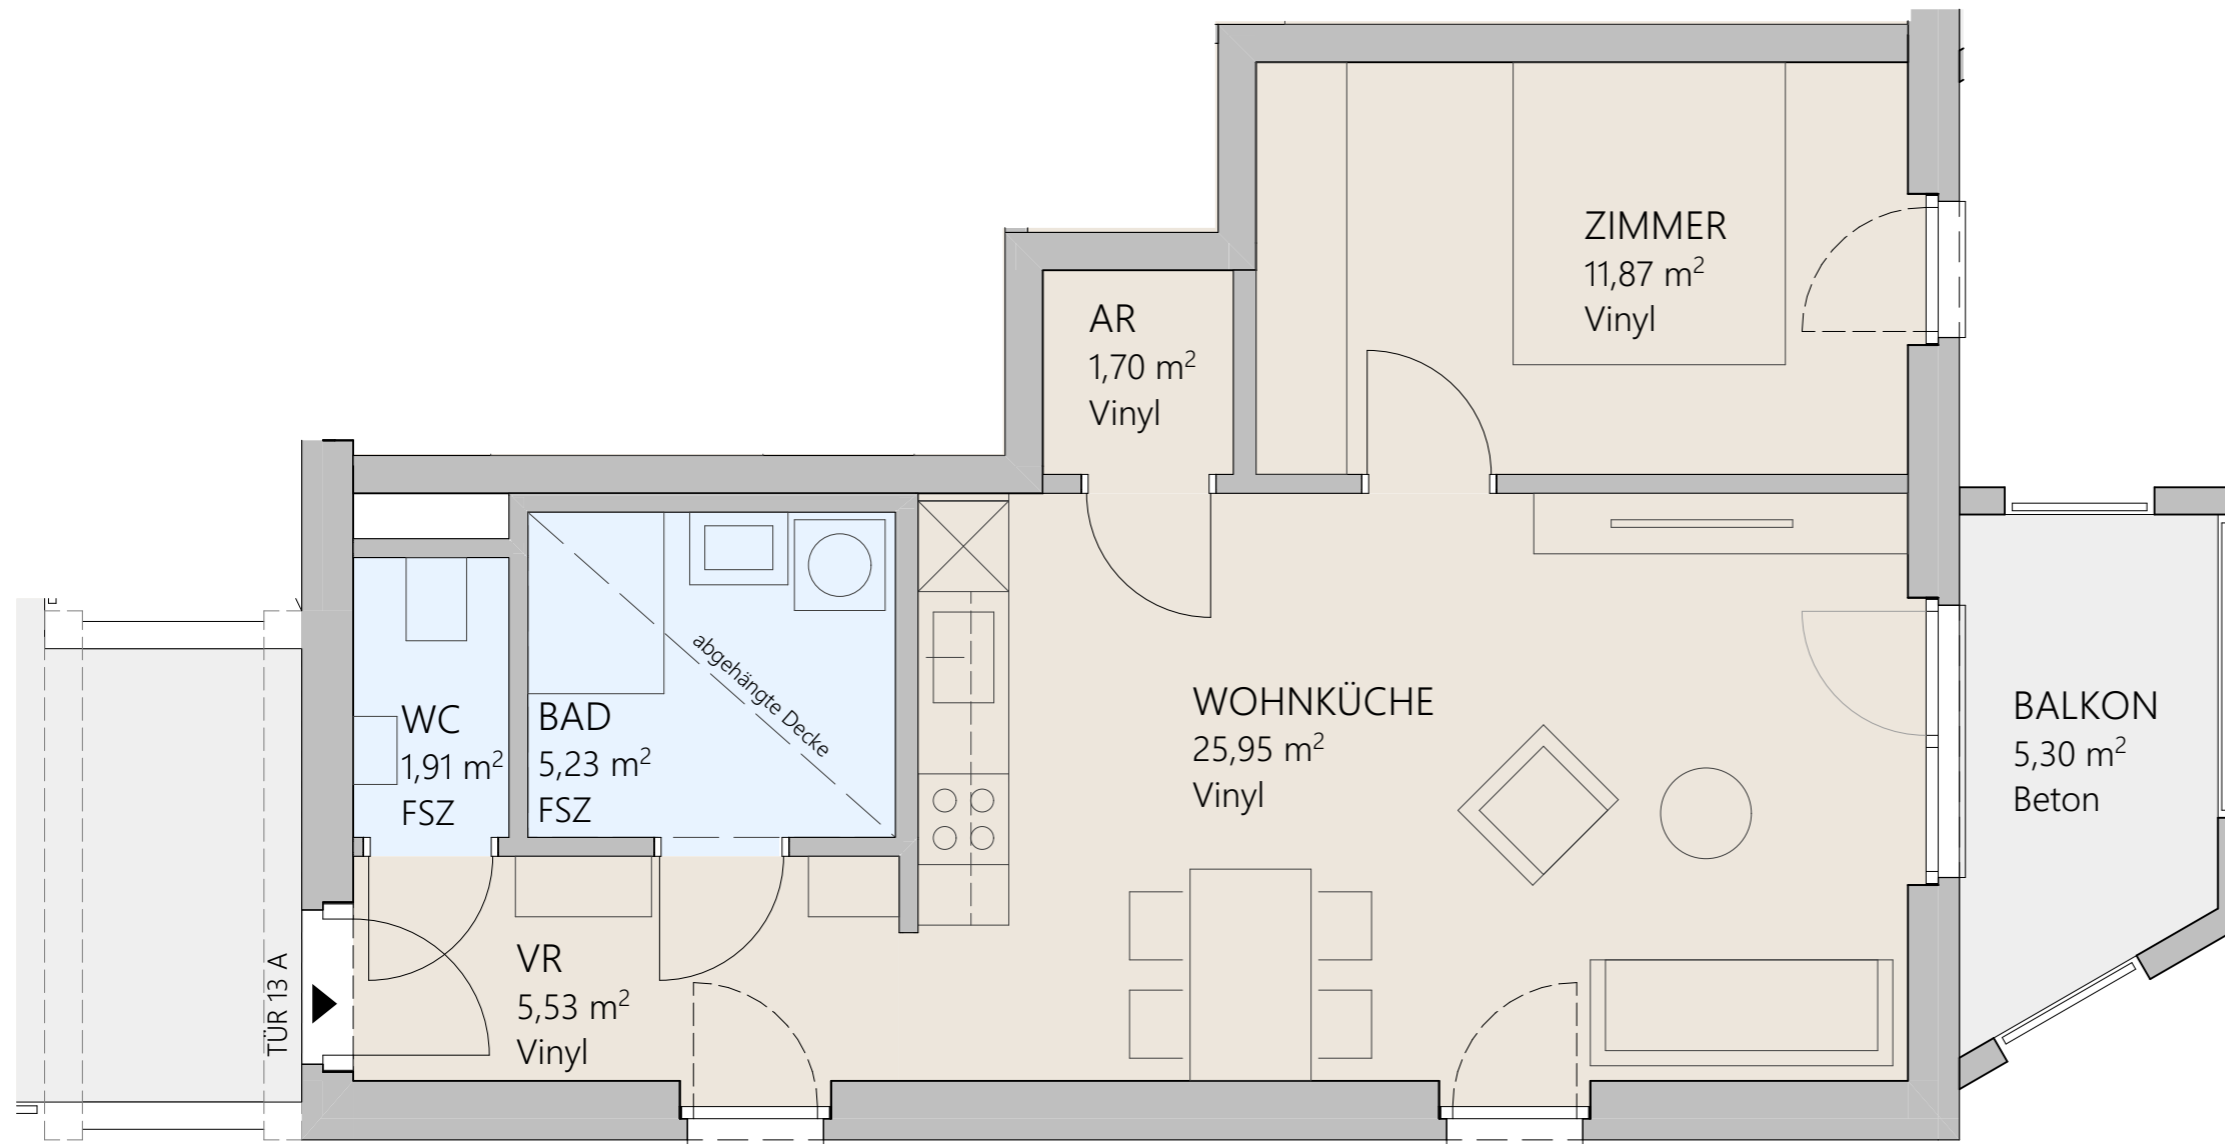 ZIMMER
11,87 m²
Vinyl
AR
1,70 m²
Vinyl
WC
1,91 m²
FSZ
BAD
5,23 m²
FSZ
abgehängte Decke
WOHNKÜCHE
25,95 m²
Vinyl
BALKON
5,30 m²
Beton
VR
5,53 m²
Vinyl
TÜR 13 A